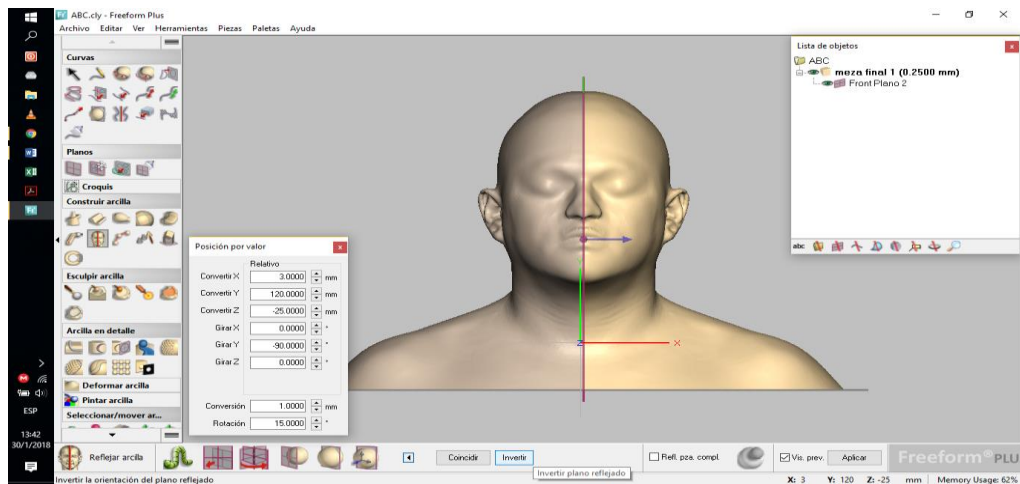 ABC.cly - Freeform Plus
Archivo Editar Ver Herramientas Piezas Paletas Ayuda
Curvas
Planos
Croquis
Construir arcilla
Esculpir arcilla
Arcilla en detalle
Deformar arcilla
Pintar arcilla
Seleccionar/mover ar...
Lista de objetos
ABC
meza final 1 (0.2500 mm)
Front Plano 2
abc
Posición por valor
Relativo
Convertir X 3.0000 mm
Convertir Y 120.0000 mm
Convertir Z -25.0000 mm
Girar X 0.0000 °
Girar Y -90.0000 °
Girar Z 0.0000 °
Conversión 1.0000 mm
Rotación 15.0000 °
Y
Z
X
ESP
13:42
30/1/2018
Reflejar arcilla
Coincidir
Invertir
Refl. pza. compl.
Vis. prev.
Aplicar
Freeform® PLU
Invertir plano reflejado
Invertir la orientación del plano reflejado
X: 3 Y: 120 Z: -25 mm Memory Usage: 62%